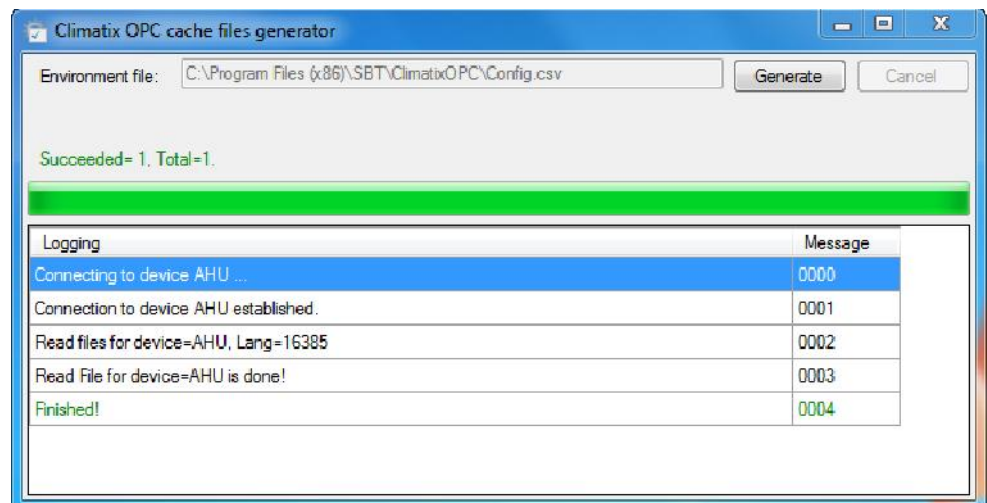 Climatix OPC cache files generator
Environment file: C:\Program Files (x86)\SBT\ClimatixOPC\Config.csv Generate Cancel
Succeeded= 1, Total=1.
Logging Message
Connecting to device AHU ... 0000
Connection to device AHU established. 0001
Read files for device=AHU, Lang=16385 0002
Read File for device=AHU is done! 0003
Finished! 0004